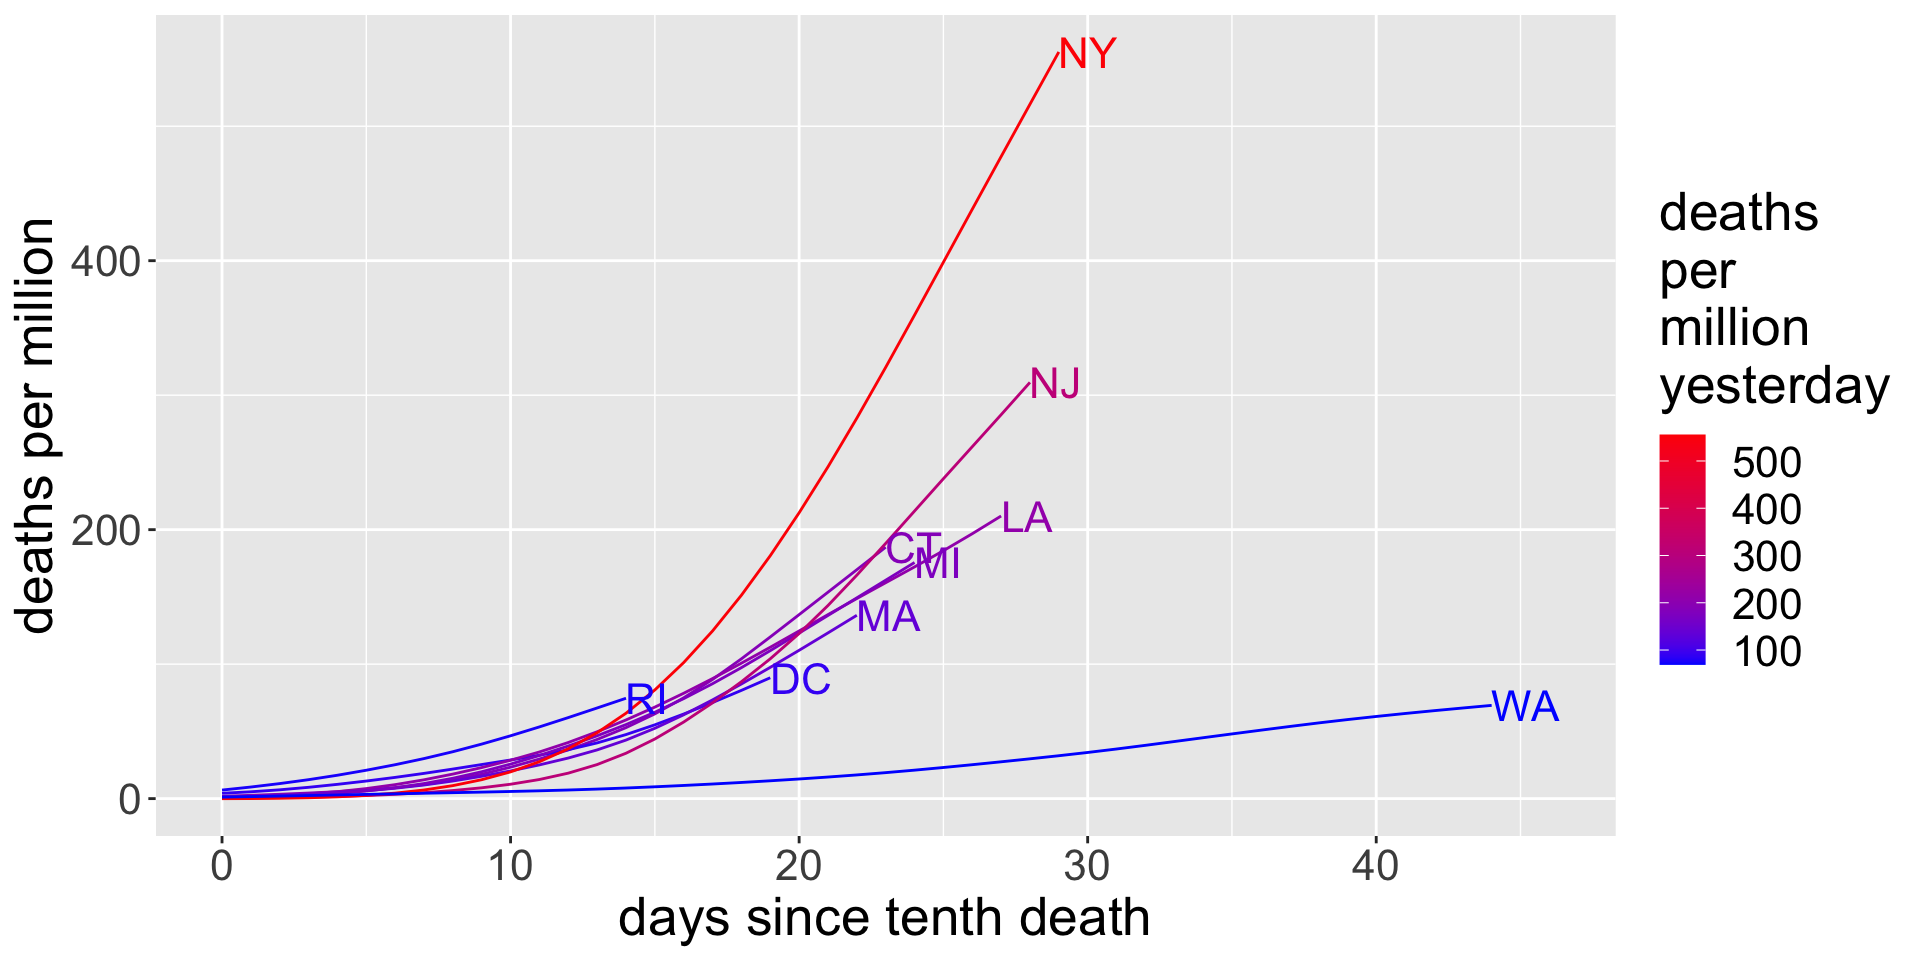 deaths per million
400
200
0
NY
NJ
LA
CT
MI
MA
DC
RI
WA
0 10 20 30 40
days since tenth death
deaths
per
million
yesterday
500
400
300
200
100